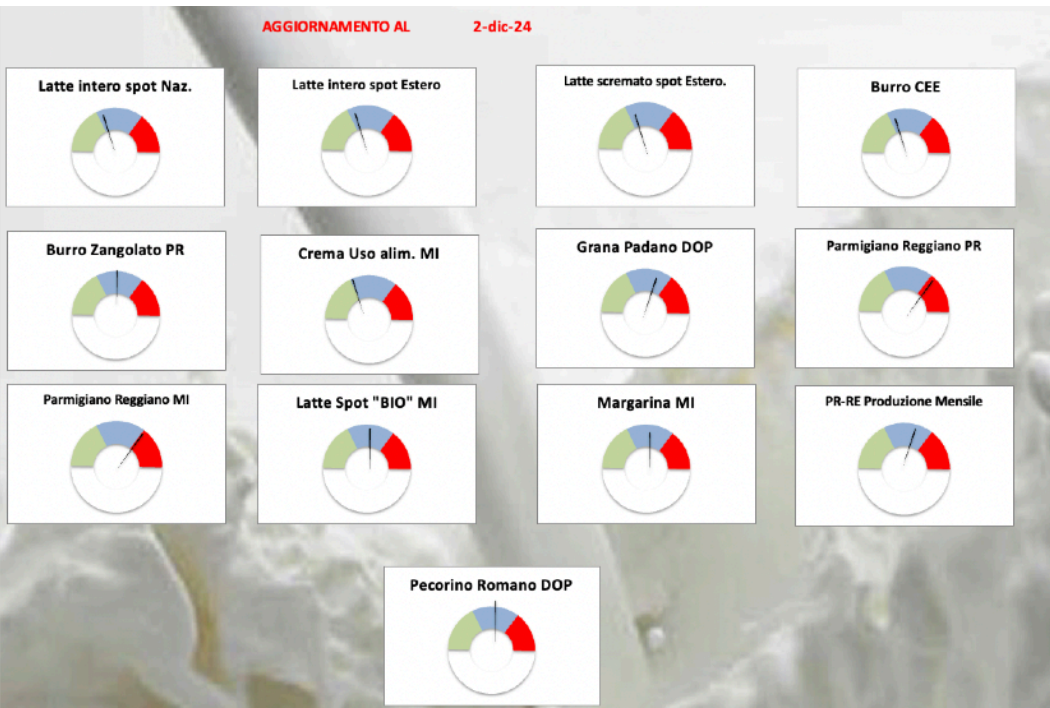 AGGIORNAMENTO AL 2-dic-24
Latte intero spot Naz.
Latte intero spot Estero
Latte scremato spot Estero.
Burro CEE
Burro Zangolato PR
Crema Uso alim. MI
Grana Padano DOP
Parmigiano Reggiano PR
Parmigiano Reggiano MI
Latte Spot "BIO" MI
Margarina MI
PR-RE Produzione Mensile
Pecorino Romano DOP